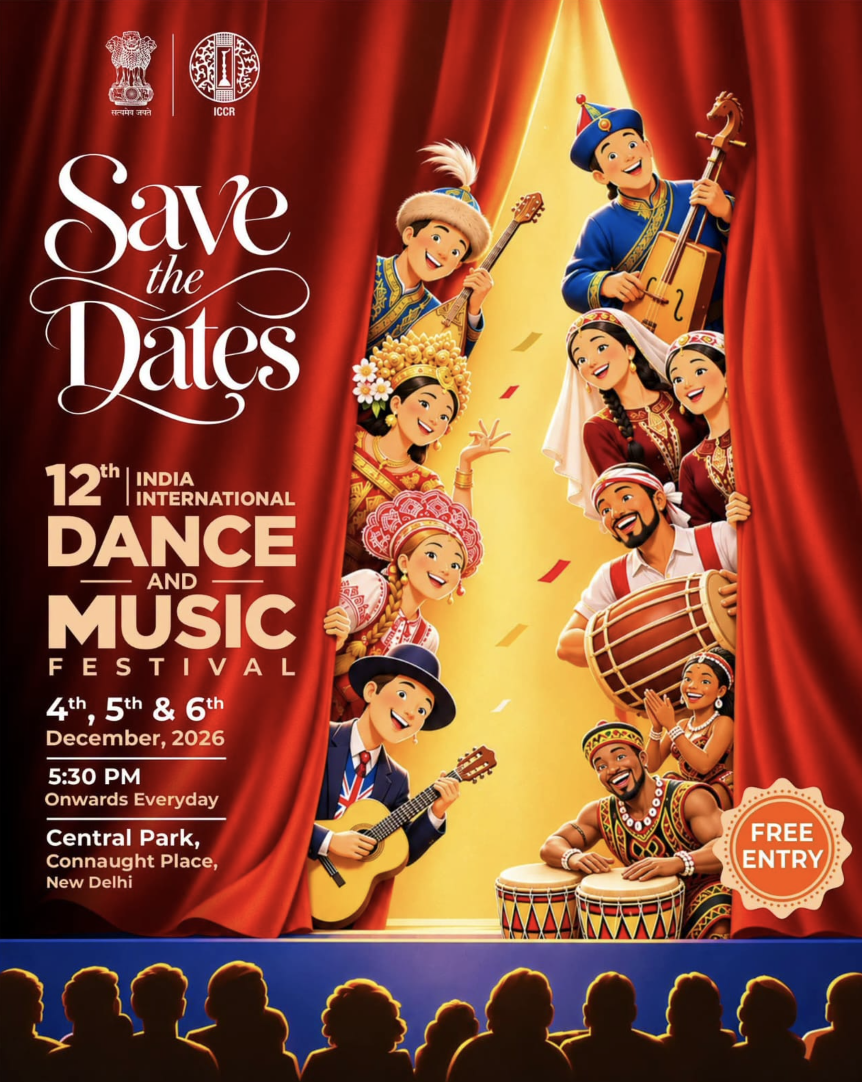 सत्यमेव जयते
ICCR
Save
the
Dates
12th
INDIA
INTERNATIONAL
DANCE
AND
MUSIC
FESTIVAL
4th, 5th & 6th
December, 2026
5:30 PM
Onwards Everyday
Central Park,
Connaught Place,
New Delhi
FREE
ENTRY